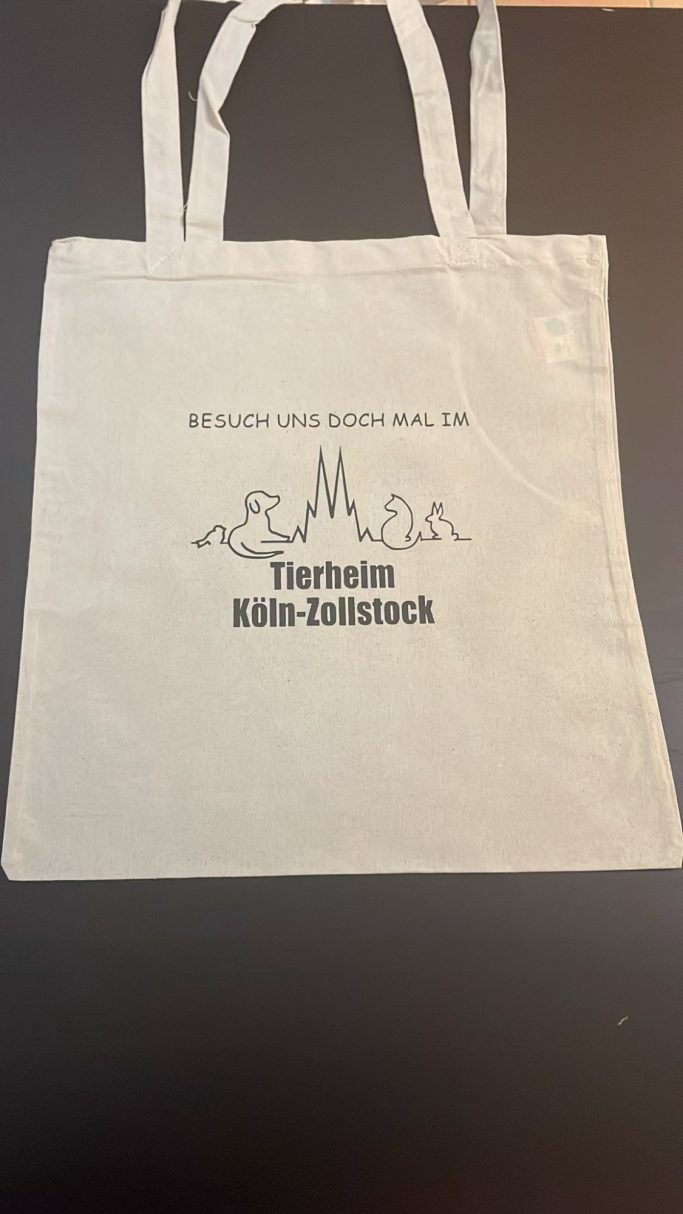 BESUCH UNS DOCH MAL IM
Tierheim
Köln-Zollstock